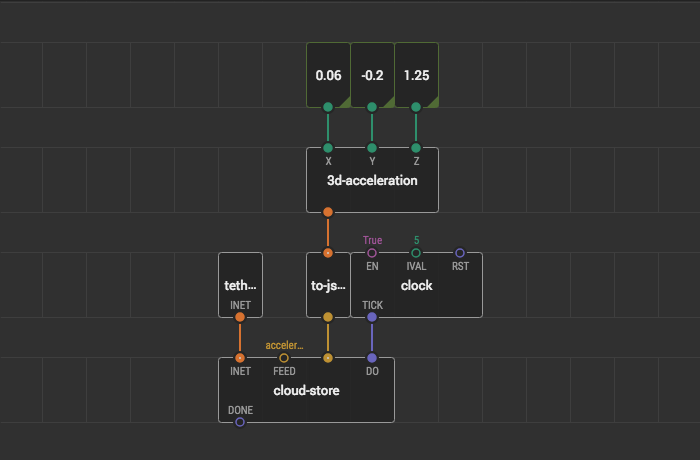 0.06 -0.2 1.25
X Y Z
3d-acceleration
True 5
EN IVAL RST
teth... to-js... clock
INET TICK
acceler...
INET FEED DO
cloud-store
DONE